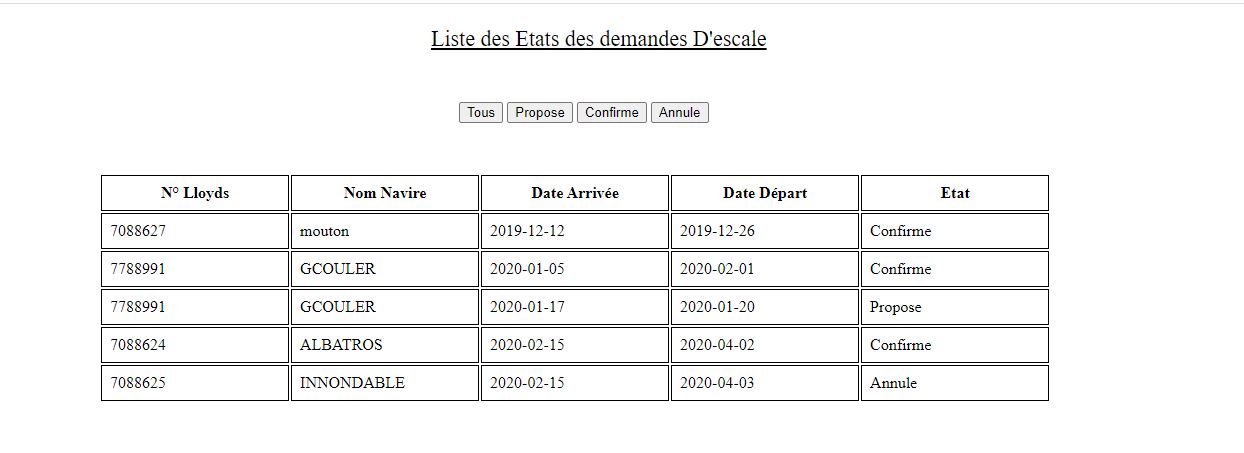 Liste des Etats des demandes D'escale
Tous Propose Confirme Annule
N° Lloyds Nom Navire Date Arrivée Date Départ Etat
7088627 mouton 2019-12-12 2019-12-26 Confirme
7788991 GCOULER 2020-01-05 2020-02-01 Confirme
7788991 GCOULER 2020-01-17 2020-01-20 Propose
7088624 ALBATROS 2020-02-15 2020-04-02 Confirme
7088625 INNONDABLE 2020-02-15 2020-04-03 Annule